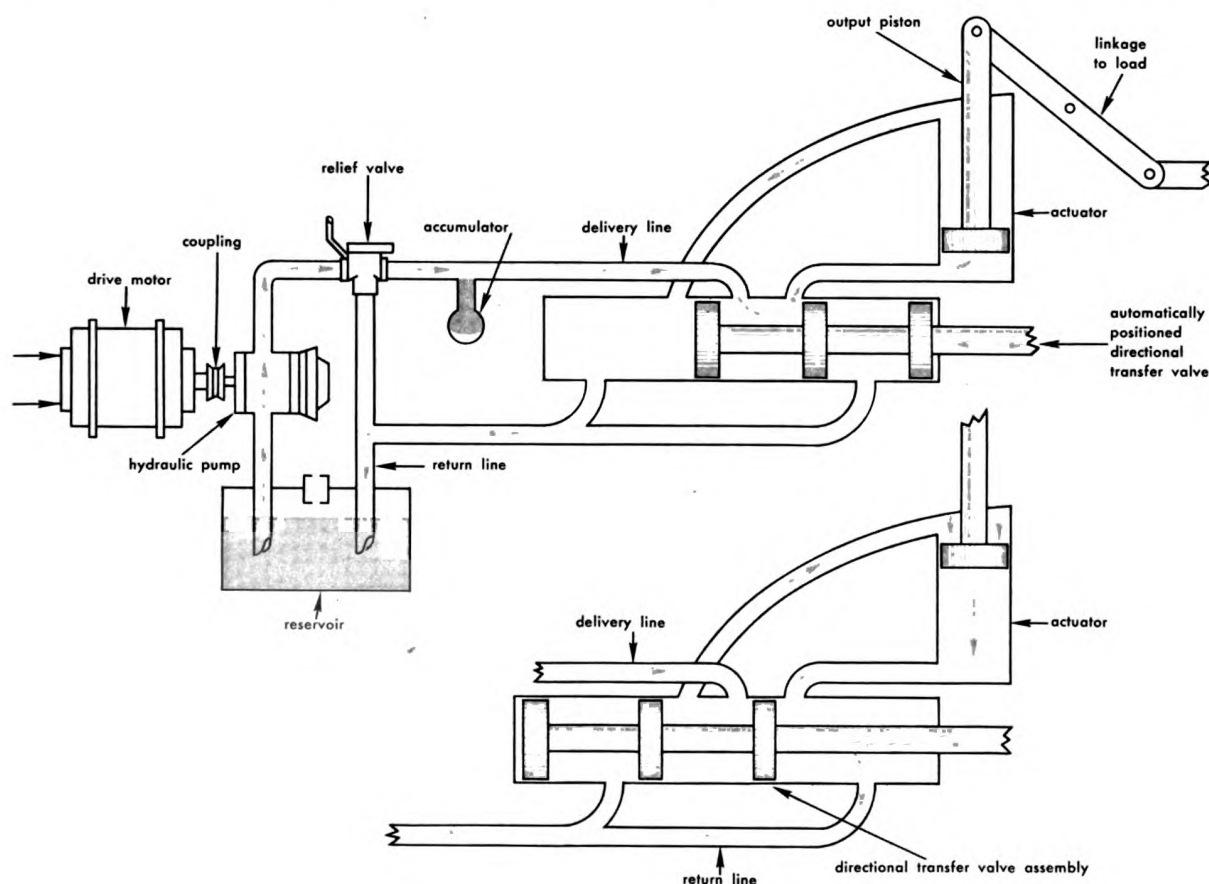 output piston
linkage
to load
relief valve
accumulator
delivery line
actuator
coupling
drive motor
automatically
positioned
directional
transfer valve
hydraulic pump
return line
reservoir
delivery line
actuator
directional transfer valve assembly
return line